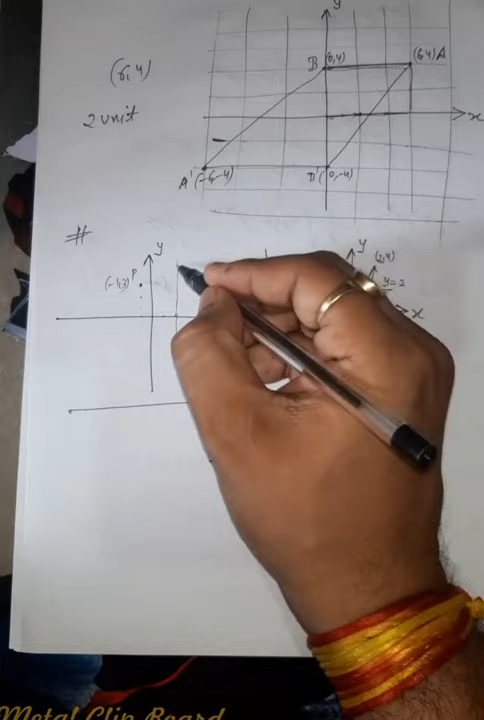 y
(6,4)
B (0,4)
(6,4) A
2 unit
x
A' (-6,-4)
B' (0,-4)
#
y
(-1,3) P
y
(2,4)
y=2
x
Metal Clip Board